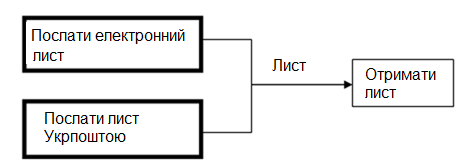 Послати електронний
лист
Лист
Отримати
лист
Послати лист
Укрпоштою